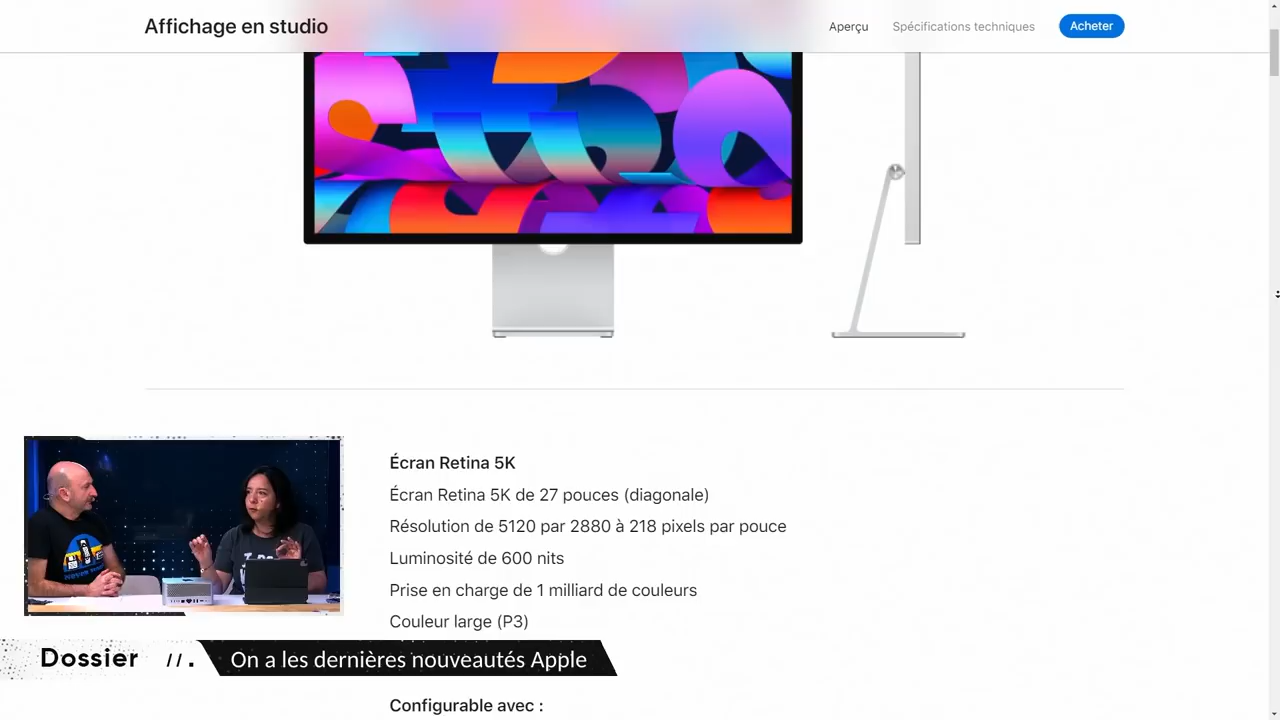 Affichage en studio
Aperçu
Spécifications techniques
Acheter
Écran Retina 5K
Écran Retina 5K de 27 pouces (diagonale)
Résolution de 5120 par 2880 à 218 pixels par pouce
Luminosité de 600 nits
Prise en charge de 1 milliard de couleurs
Couleur large (P3)
Dossier //.
On a les dernières nouveautés Apple
Configurable avec :